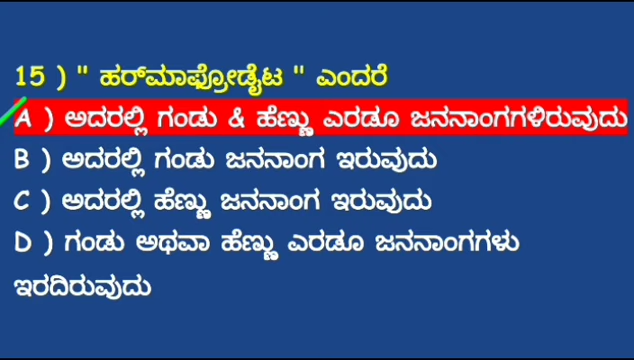 15 ) " ಹರ್‌ಮಾಫ್ರೋಡೈಟ " ಎಂದರೆ
A ) ಅದರಲ್ಲಿ ಗಂಡು & ಹೆಣ್ಣು ಎರಡೂ ಜನನಾಂಗಗಳಿರುವುದು
B ) ಅದರಲ್ಲಿ ಗಂಡು ಜನನಾಂಗ ಇರುವುದು
C ) ಅದರಲ್ಲಿ ಹೆಣ್ಣು ಜನನಾಂಗ ಇರುವುದು
D ) ಗಂಡು ಅಥವಾ ಹೆಣ್ಣು ಎರಡೂ ಜನನಾಂಗಗಳು
ಇರದಿರುವುದು